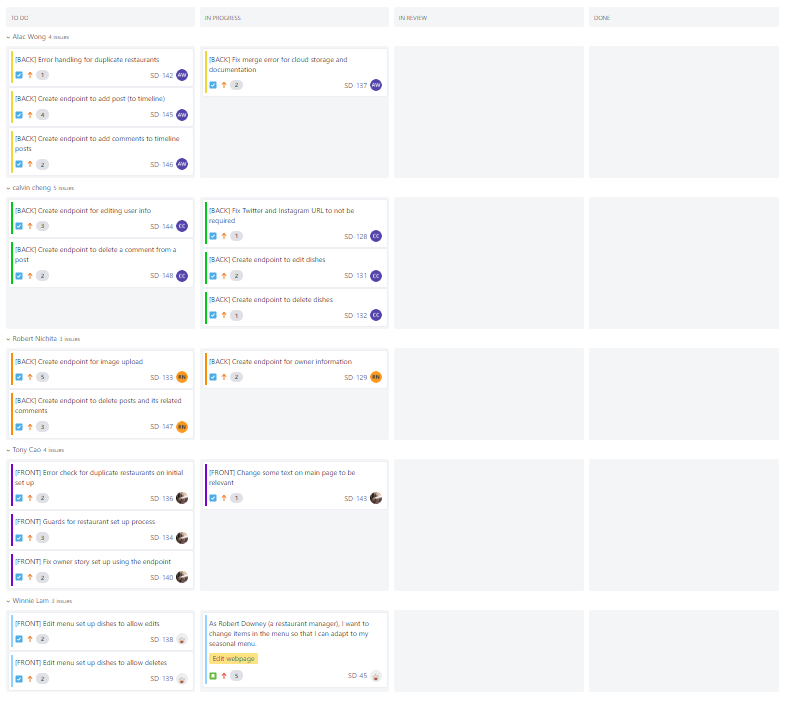 TO DO
IN PROGRESS
IN REVIEW
DONE
Alac Wong 4 issues
[BACK] Error handling for duplicate restaurants
1
SD-142
AW
[BACK] Create endpoint to add post (to timeline)
4
SD-145
AW
[BACK] Create endpoint to add comments to timeline
posts
2
SD-146
AW
[BACK] Fix merge error for cloud storage and
documentation
2
SD-137
AW
calvin cheng 5 issues
[BACK] Create endpoint for editing user info
3
SD-144
CC
[BACK] Create endpoint to delete a comment from a
post
2
SD-148
CC
[BACK] Fix Twitter and Instagram URL to not be
required
1
SD-128
CC
[BACK] Create endpoint to edit dishes
2
SD-131
CC
[BACK] Create endpoint to delete dishes
1
SD-132
CC
Robert Nichita 3 issues
[BACK] Create endpoint for image upload
5
SD-133
RN
[BACK] Create endpoint to delete posts and its related
comments
3
SD-147
RN
[BACK] Create endpoint for owner information
2
SD-129
RN
Tony Cao 4 issues
[FRONT] Error check for duplicate restaurants on initial
set up
2
SD-136
[FRONT] Guards for restaurant set up process
3
SD-134
[FRONT] Fix owner story set up using the endpoint
2
SD-140
[FRONT] Change some text on main page to be
relevant
1
SD-143
Winnie Lam 3 issues
[FRONT] Edit menu set up dishes to allow edits
2
SD-138
[FRONT] Edit menu set up dishes to allow deletes
2
SD-139
As Robert Downey (a restaurant manager), I want to
change items in the menu so that I can adapt to my
seasonal menu.
Edit webpage
5
SD-45